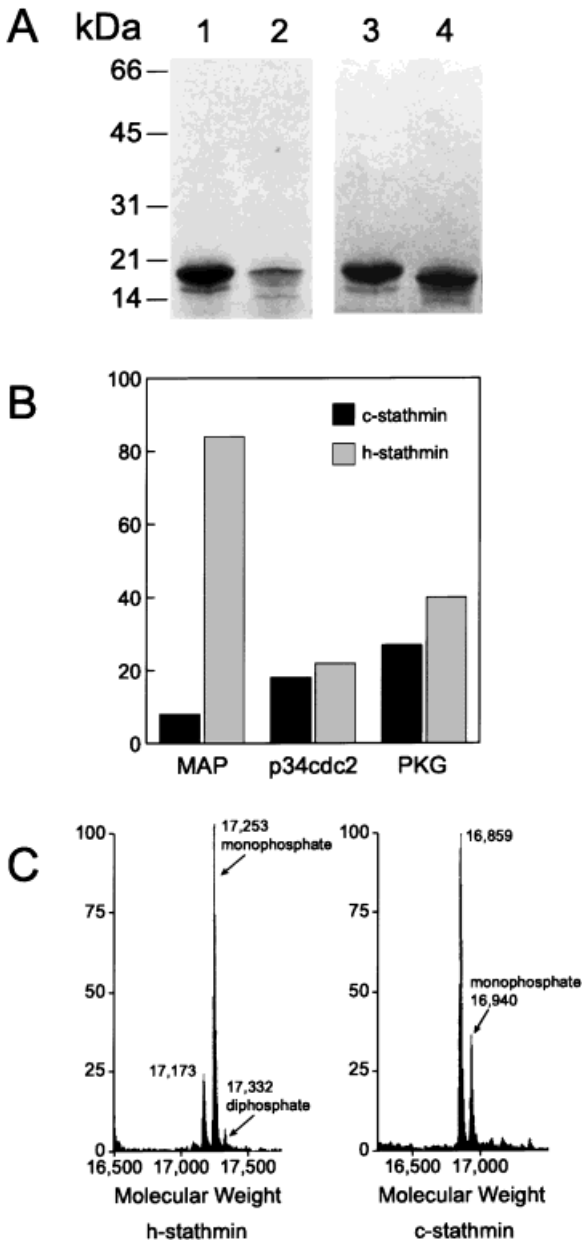 A kDa 1 2 3 4
66
45
31
21
14
B
100
80
60
40
20
0
c-stathmin
h-stathmin
MAP p34cdc2 PKG
C
100
75
50
25
0
17,253
monophosphate
17,173
17,332
diphosphate
16,500 17,000 17,500
Molecular Weight
h-stathmin
100
75
50
25
0
16,859
monophosphate
16,940
16,500 17,000
Molecular Weight
c-stathmin